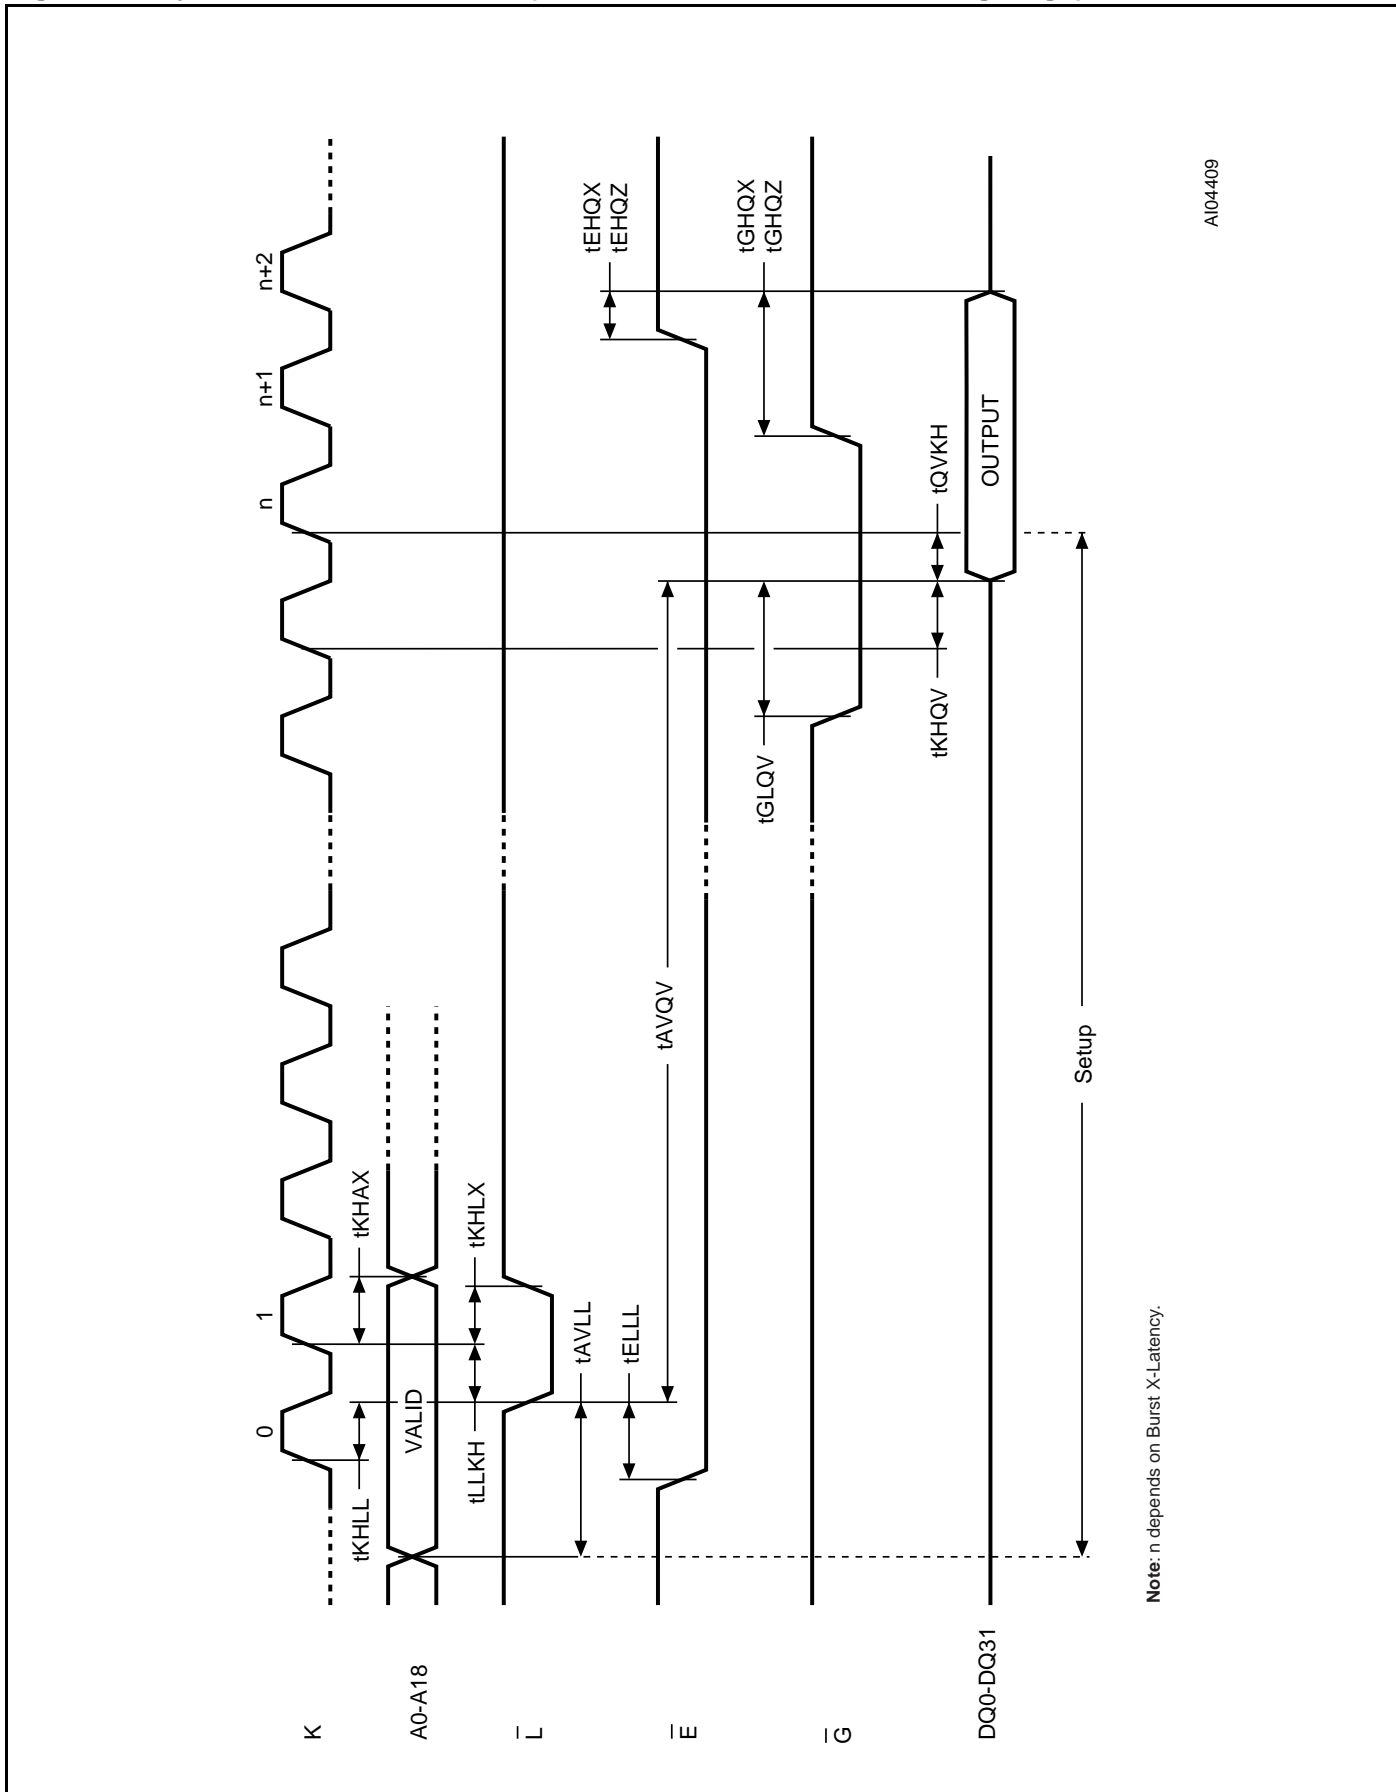 K
0
1
n
n+1
n+2
tKHLL
tKHAX
A0-A18
VALID
tLLKH
tKHLX
L
tAVLL
tELLL
tEHQX
tEHQZ
E
tAVQV
tGLQV
tGHQX
tGHQZ
G
tKHQV
tQVKH
DQ0-DQ31
OUTPUT
Setup
Note: n depends on Burst X-Latency.
AI04409